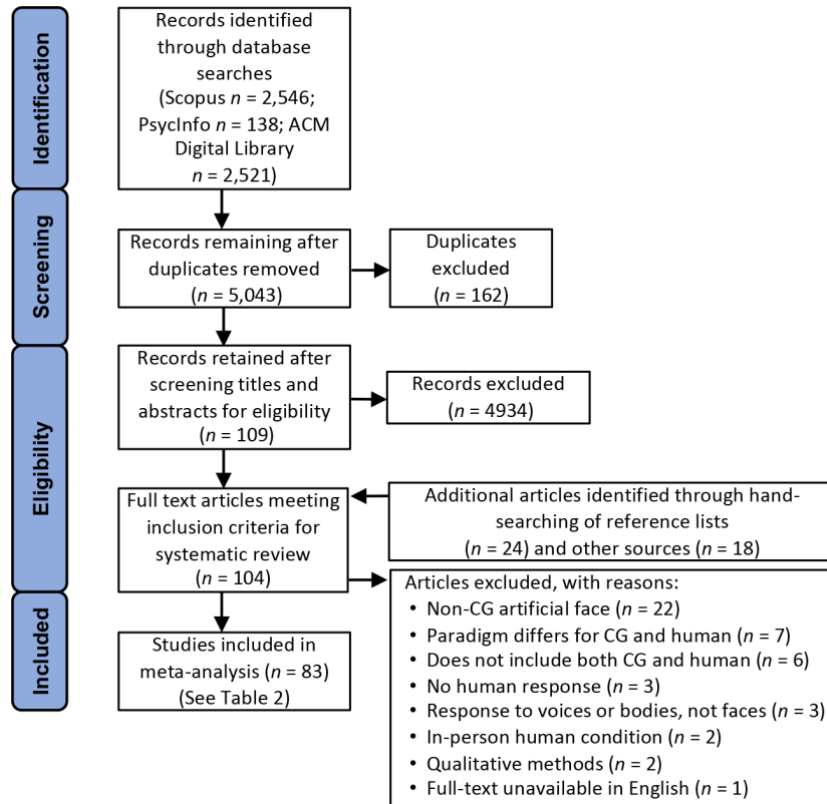 Identification
Records identified
through database
searches
(Scopus n = 2,546;
PsycInfo n = 138; ACM
Digital Library
n = 2,521)
Screening
Records remaining after
duplicates removed
(n = 5,043)
Duplicates
excluded
(n = 162)
Eligibility
Records retained after
screening titles and
abstracts for eligibility
(n = 109)
Records excluded
(n = 4934)
Full text articles meeting
inclusion criteria for
systematic review
(n = 104)
Additional articles identified through hand-
searching of reference lists
(n = 24) and other sources (n = 18)
Articles excluded, with reasons:
• Non-CG artificial face (n = 22)
• Paradigm differs for CG and human (n = 7)
• Does not include both CG and human (n = 6)
• No human response (n = 3)
• Response to voices or bodies, not faces (n = 3)
• In-person human condition (n = 2)
• Qualitative methods (n = 2)
• Full-text unavailable in English (n = 1)
Included
Studies included in
meta-analysis (n = 83)
(See Table 2)